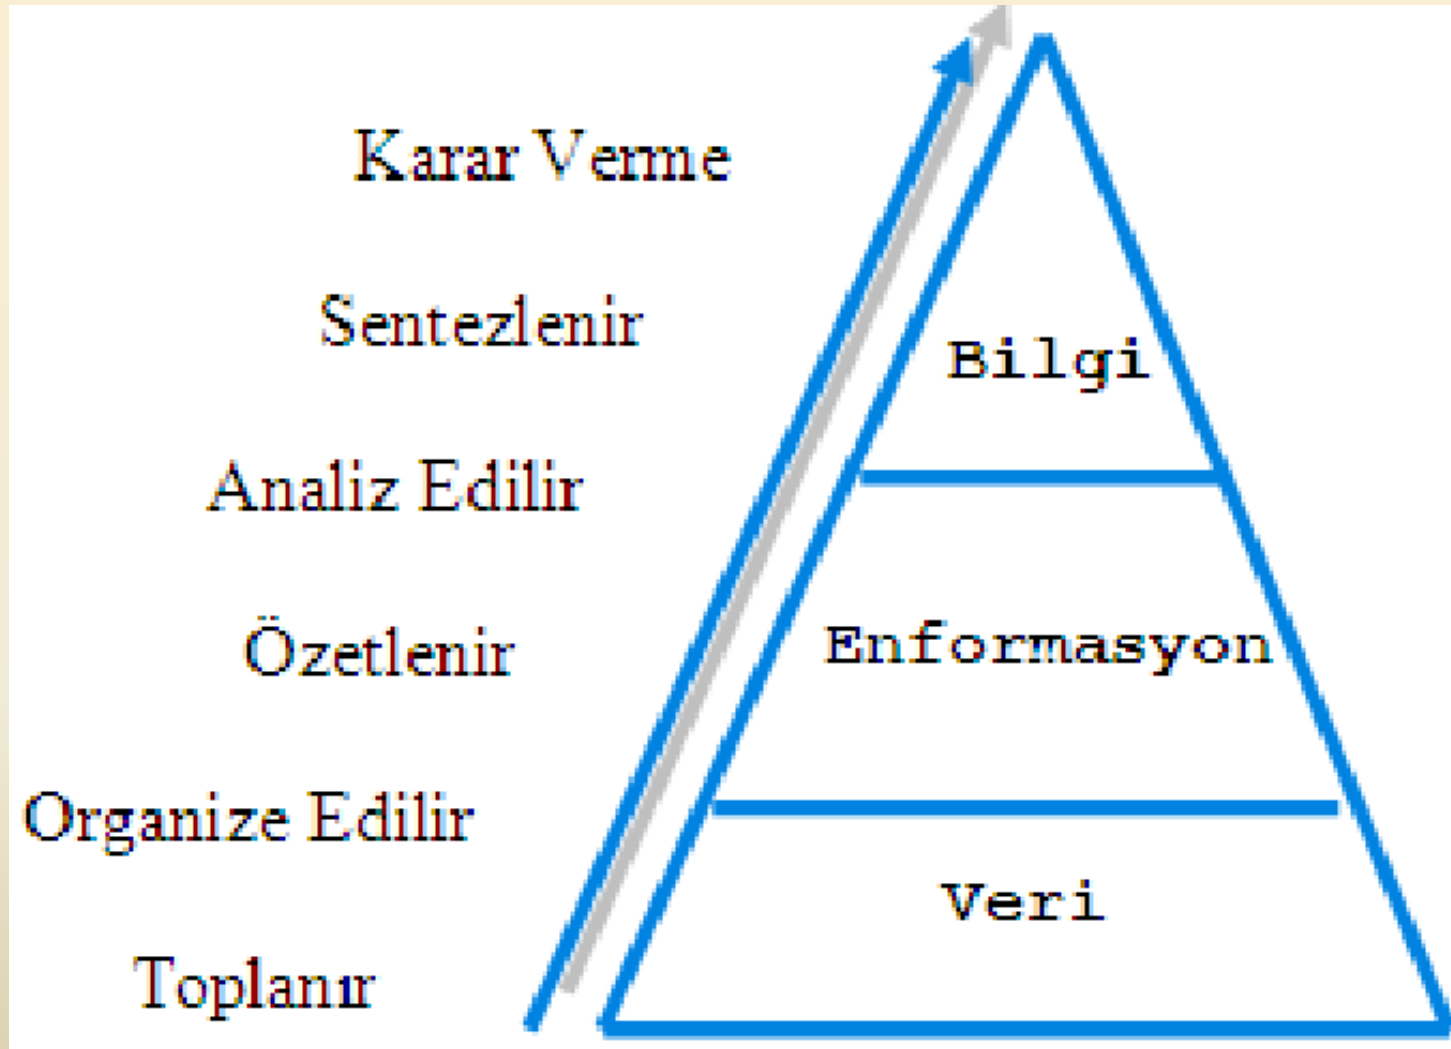 Karar Verme
Sentezlenir
Bilgi
Analiz Edilir
Özetlenir
Enformasyon
Organize Edilir
Veri
Toplanır